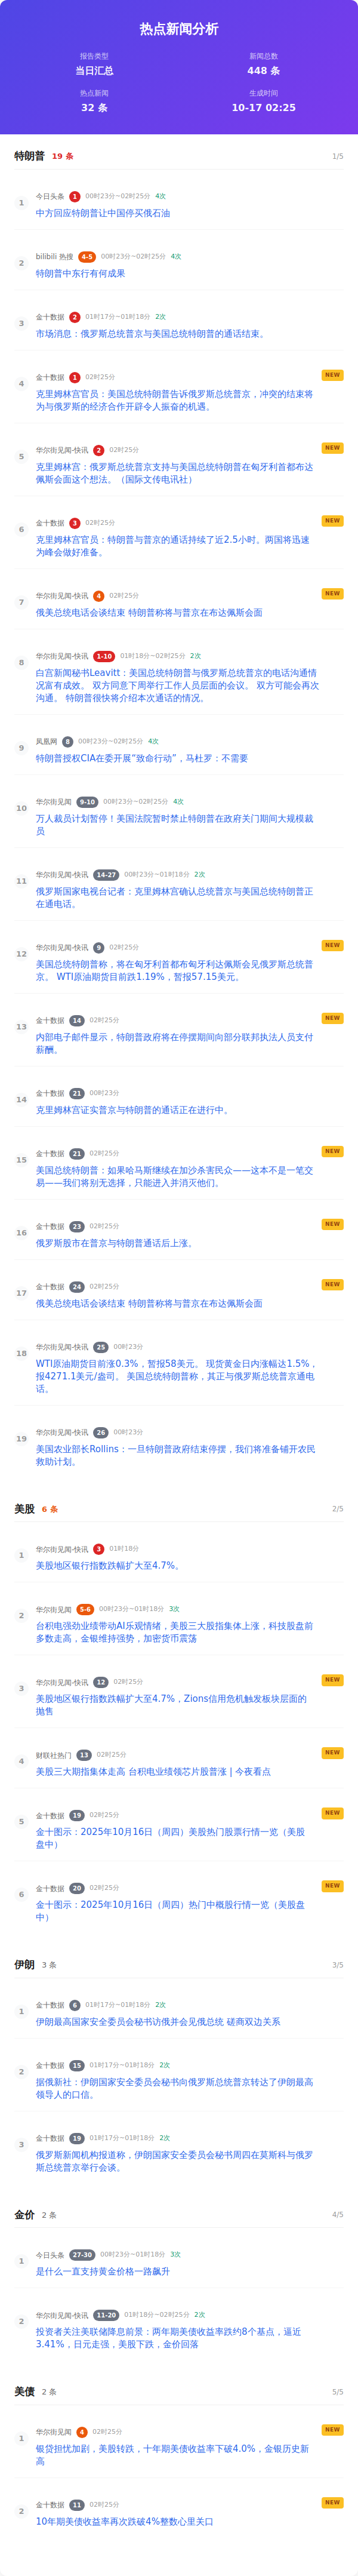 热点新闻分析
报告类型
当日汇总
新闻总数
448 条
热点新闻
32 条
生成时间
10-17 02:25
特朗普 19 条 1/5
1
今日头条 1 00时23分~02时25分 4次
中方回应特朗普让中国停买俄石油
2
bilibili 热搜 4-5 00时23分~02时25分 4次
特朗普中东行有何成果
3
金十数据 2 01时17分~01时18分 2次
市场消息：俄罗斯总统普京与美国总统特朗普的通话结束。
NEW
4
金十数据 1 02时25分
克里姆林宫官员：美国总统特朗普告诉俄罗斯总统普京，冲突的结束将
为与俄罗斯的经济合作开辟令人振奋的机遇。
NEW
5
华尔街见闻-快讯 2 02时25分
克里姆林宫：俄罗斯总统普京支持与美国总统特朗普在匈牙利首都布达
佩斯会面这个想法。（国际文传电讯社）
NEW
6
金十数据 3 02时25分
克里姆林宫官员：特朗普与普京的通话持续了近2.5小时。两国将迅速
为峰会做好准备。
NEW
7
华尔街见闻-快讯 4 02时25分
俄美总统电话会谈结束 特朗普称将与普京在布达佩斯会面
8
华尔街见闻-快讯 1-10 01时18分~02时25分 2次
白宫新闻秘书Leavitt：美国总统特朗普与俄罗斯总统普京的电话沟通情
况富有成效。 双方同意下周举行工作人员层面的会议。 双方可能会再次
沟通。 特朗普很快将介绍本次通话的情况。
9
凤凰网 8 00时23分~02时25分 4次
特朗普授权CIA在委开展“致命行动”，马杜罗：不需要
10
华尔街见闻 9-10 00时23分~02时25分 4次
万人裁员计划暂停！美国法院暂时禁止特朗普在政府关门期间大规模裁
员
11
华尔街见闻-快讯 14-27 00时23分~01时18分 2次
俄罗斯国家电视台记者：克里姆林宫确认总统普京与美国总统特朗普正
在通电话。
NEW
12
华尔街见闻-快讯 9 02时25分
美国总统特朗普称，将在匈牙利首都布匈牙利达佩斯会见俄罗斯总统普
京。 WTI原油期货目前跌1.19%，暂报57.15美元。
NEW
13
金十数据 14 02时25分
内部电子邮件显示，特朗普政府将在停摆期间向部分联邦执法人员支付
薪酬。
14
金十数据 21 00时23分
克里姆林宫证实普京与特朗普的通话正在进行中。
NEW
15
金十数据 21 02时25分
美国总统特朗普：如果哈马斯继续在加沙杀害民众——这本不是一笔交
易——我们将别无选择，只能进入并消灭他们。
NEW
16
金十数据 23 02时25分
俄罗斯股市在普京与特朗普通话后上涨。
NEW
17
金十数据 24 02时25分
俄美总统电话会谈结束 特朗普称将与普京在布达佩斯会面
18
华尔街见闻-快讯 25 00时23分
WTI原油期货目前涨0.3%，暂报58美元。 现货黄金日内涨幅达1.5%，
报4271.1美元/盎司。 美国总统特朗普称，其正与俄罗斯总统普京通电
话。
19
华尔街见闻-快讯 26 00时23分
美国农业部长Rollins：一旦特朗普政府结束停摆，我们将准备铺开农民
救助计划。
美股 6 条 2/5
1
华尔街见闻-快讯 3 01时18分
美股地区银行指数跌幅扩大至4.7%。
2
华尔街见闻 5-6 00时23分~01时18分 3次
台积电强劲业绩带动AI乐观情绪，美股三大股指集体上涨，科技股盘前
多数走高，金银维持强势，加密货币震荡
NEW
3
华尔街见闻-快讯 12 02时25分
美股地区银行指数跌幅扩大至4.7%，Zions信用危机触发板块层面的
抛售
NEW
4
财联社热门 13 02时25分
美股三大期指集体走高 台积电业绩领芯片股普涨 | 今夜看点
NEW
5
金十数据 19 02时25分
金十图示：2025年10月16日（周四）美股热门股票行情一览（美股
盘中）
NEW
6
金十数据 20 02时25分
金十图示：2025年10月16日（周四）热门中概股行情一览（美股盘
中）
伊朗 3 条 3/5
1
金十数据 6 01时17分~01时18分 2次
伊朗最高国家安全委员会秘书访俄并会见俄总统 磋商双边关系
2
金十数据 15 01时17分~01时18分 2次
据俄新社：伊朗国家安全委员会秘书向俄罗斯总统普京转达了伊朗最高
领导人的口信。
3
金十数据 19 01时17分~01时18分 2次
俄罗斯新闻机构报道称，伊朗国家安全委员会秘书周四在莫斯科与俄罗
斯总统普京举行会谈。
金价 2 条 4/5
1
今日头条 27-30 00时23分~01时18分 3次
是什么一直支持黄金价格一路飙升
2
华尔街见闻-快讯 11-20 01时18分~02时25分 2次
投资者关注美联储降息前景：两年期美债收益率跌约8个基点，逼近
3.41%，日元走强，美股下跌，金价回落
美债 2 条 5/5
NEW
1
华尔街见闻 4 02时25分
银贷担忧加剧，美股转跌，十年期美债收益率下破4.0%，金银历史新
高
NEW
2
金十数据 11 02时25分
10年期美债收益率再次跌破4%整数心里关口